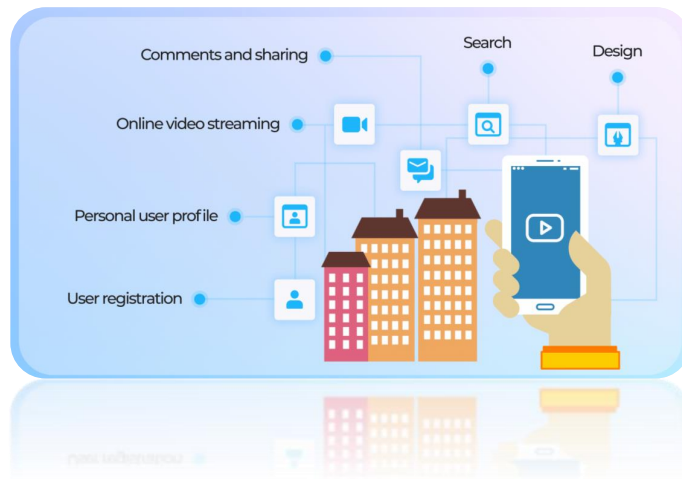 Comments and sharing
Search
Design
Online video streaming
Personal user profile
User registration